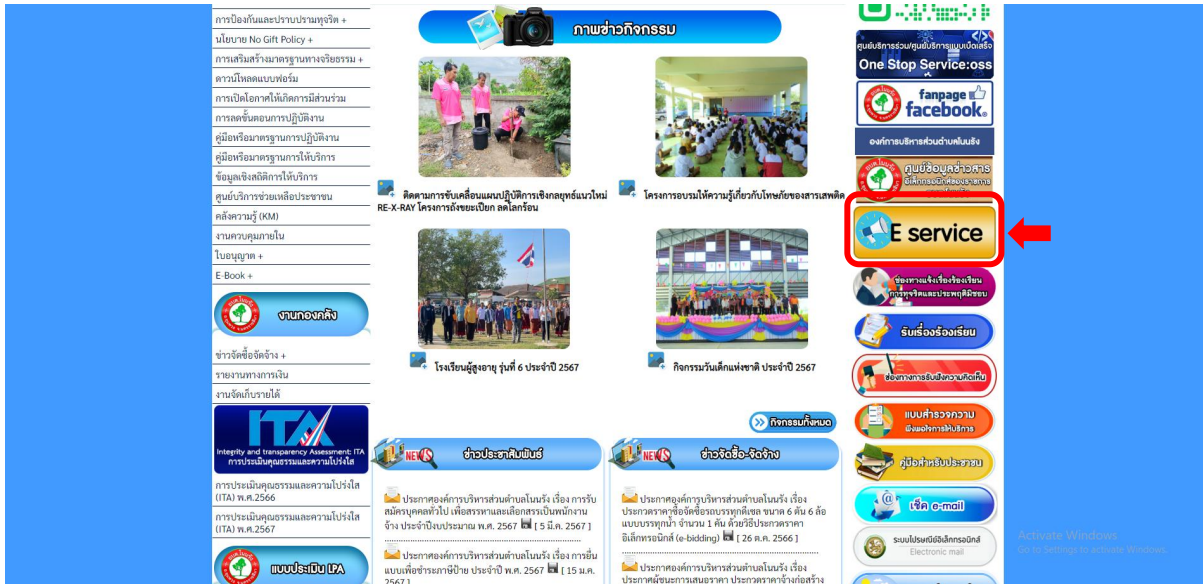 การป้องกันและปราบปรามทุจริต +
นโยบาย No Gift Policy +
การเสริมสร้างมาตรฐานทางจริยธรรม +
ดาวน์โหลดแบบฟอร์ม
การเปิดโอกาศให้เกิดการมีส่วนร่วม
การลดขั้นตอนการปฏิบัติงาน
คู่มือหรือมาตรฐานการปฏิบัติงาน
คู่มือหรือมาตรฐานการให้บริการ
ข้อมูลเชิงสถิติการให้บริการ
ศูนย์บริการช่วยเหลือประชาชน
คลังความรู้ (KM)
งานควบคุมภายใน
ใบอนุญาต +
E-Book +
งานกองคลัง
ข่าวจัดซื้อจัดจ้าง +
รายงานทางการเงิน
งานจัดเก็บรายได้
ITA
Integrity and transparency Assessment: ITA
การประเมินคุณธรรมและความโปร่งใส
การประเมินคุณธรรมและความโปร่งใส
(ITA) พ.ศ.2566
การประเมินคุณธรรมและความโปร่งใส
(ITA) พ.ศ.2567
แบบประเมิน LPA
ภาพข่าวกิจกรรม
ติดตามการขับเคลื่อนแผนปฏิบัติการเชิงกลยุทธ์แนวใหม่
RE-X-RAY โครงการถังขยะเปียก ลดโลกร้อน
โครงการอบรมให้ความรู้เกี่ยวกับโทษภัยของสารเสพติด
โรงเรียนผู้สูงอายุ รุ่นที่ 6 ประจำปี 2567
กิจกรรมวันเด็กแห่งชาติ ประจำปี 2567
กิจกรรมทั้งหมด
NEWS ข่าวประชาสัมพันธ์
ประกาศองค์การบริหารส่วนตำบลโนนรัง เรื่อง การรับ
สมัครบุคคลทั่วไป เพื่อสรรหาและเลือกสรรเป็นพนักงาน
จ้าง ประจำปีงบประมาณ พ.ศ. 2567 [ 5 มี.ค. 2567 ]
ประกาศองค์การบริหารส่วนตำบลโนนรัง เรื่อง การยื่น
แบบเพื่อชำระภาษีป้าย ประจำปี พ.ศ. 2567 [ 15 ม.ค.
2567 ]
NEWS ข่าวจัดซื้อ-จัดจ้าง
ประกาศองค์การบริหารส่วนตำบลโนนรัง เรื่อง
ประกวดราคาซื้อจัดซื้อรถบรรทุกดีเซล ขนาด 6 ตัน 6 ล้อ
แบบบรรทุกน้ำ จำนวน 1 คัน ด้วยวิธีประกวดราคา
อิเล็กทรอนิกส์ (e-bidding) [ 26 ต.ค. 2566 ]
ประกาศองค์การบริหารส่วนตำบลโนนรัง เรื่อง
ประกาศผู้ชนะการเสนอราคา ประกวดราคาจ้างก่อสร้าง
ศูนย์บริการร่วม/ศูนย์บริการแบบเบ็ดเสร็จ
One Stop Service:oss
fanpage
facebook.
องค์การบริหารส่วนตำบลโนนรัง
ศูนย์ข้อมูลข่าวสาร
อิเล็กทรอนิกส์ของราชการ
E service
ช่องทางแจ้งเรื่องร้องเรียน
การทุจริตและประพฤติมิชอบ
รับเรื่องร้องเรียน
ช่องทางการรับฟังความคิดเห็น
แบบสำรวจความ
พึงพอใจการให้บริการ
คู่มือสำหรับประชาชน
เช็ค e-mail
ระบบไปรษณีย์อิเล็กทรอนิกส์
Electronic mail
Activate Windows
Go to Settings to activate Windows.